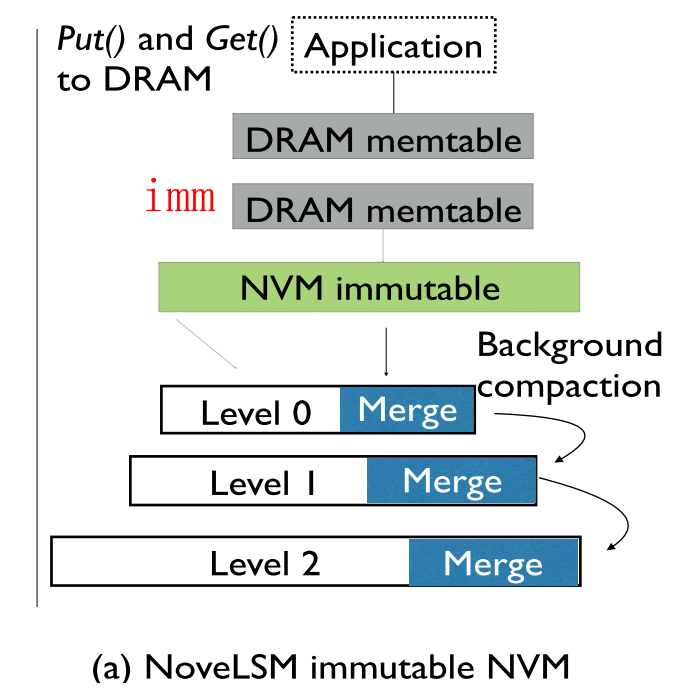 Put() and Get()
to DRAM
Application
DRAM memtable
imm
DRAM memtable
NVM immutable
Background
compaction
Level 0
Merge
Level 1
Merge
Level 2
Merge
(a) NoveLSM immutable NVM